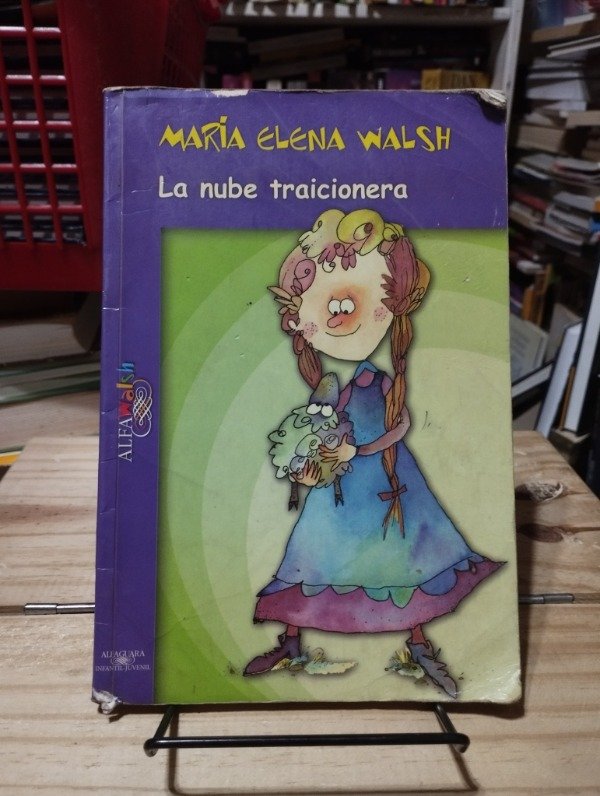 MARÍA ELENA WALSH
La nube traicionera
ALFAWalsh
ALFAGUARA
INFANTIL-JUVENIL